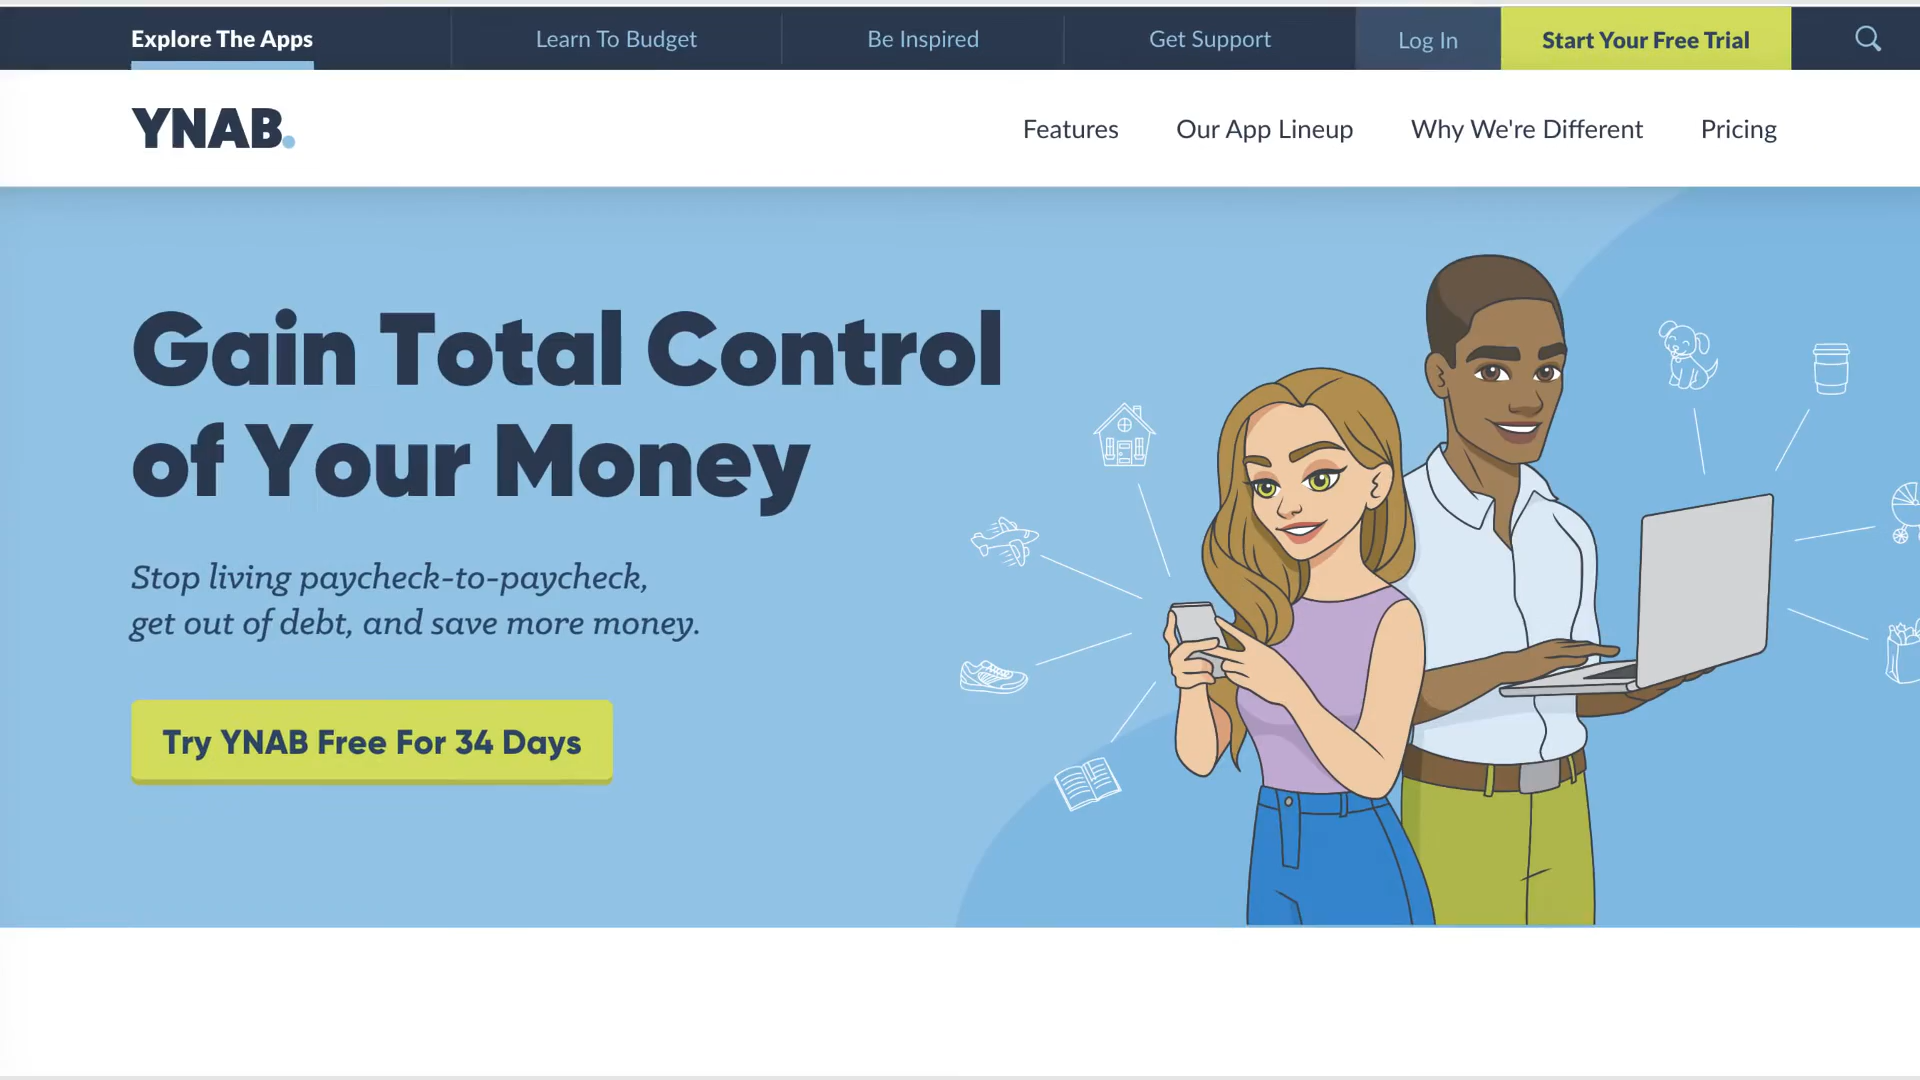 Explore The Apps
Learn To Budget
Be Inspired
Get Support
Log In
Start Your Free Trial
YNAB.
Features
Our App Lineup
Why We're Different
Pricing
Gain Total Control
of Your Money
Stop living paycheck-to-paycheck,
get out of debt, and save more money.
Try YNAB Free For 34 Days